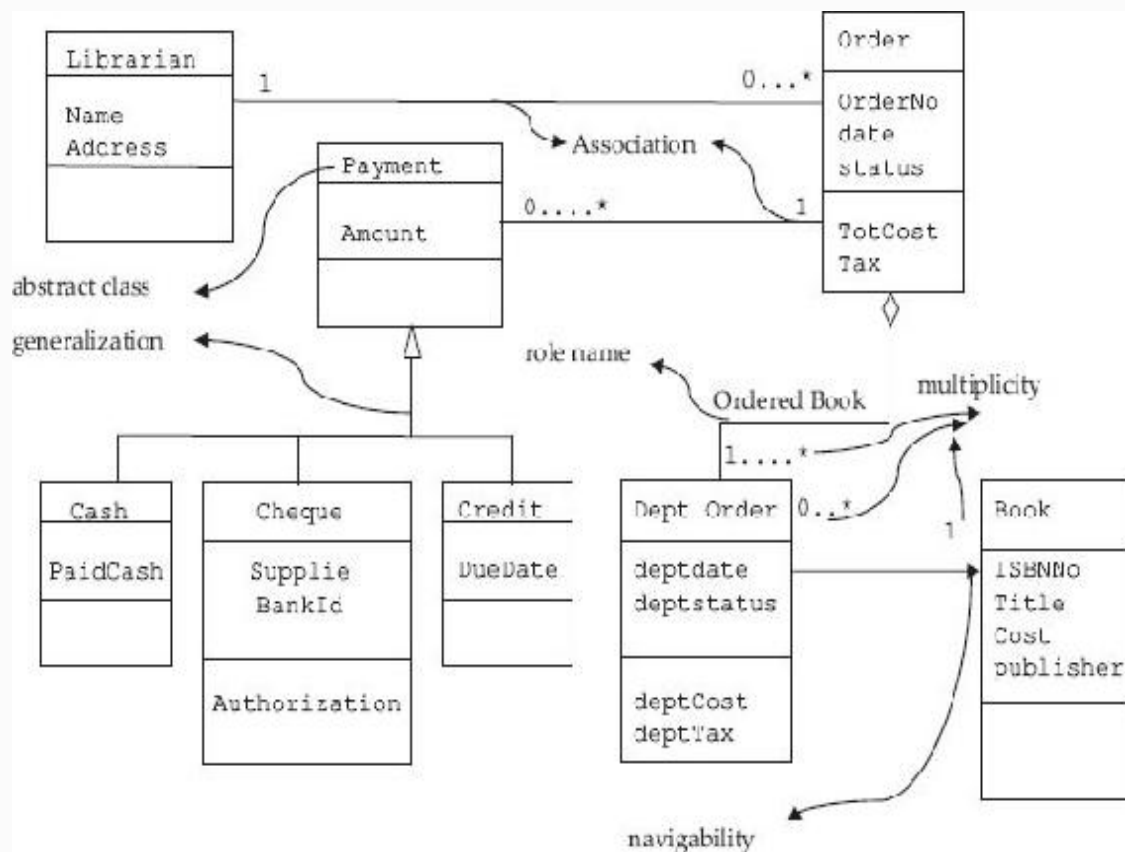 Librarian
Name
Address
1
0...*
Order
OrderNo
date
status
TotCost
Tax
Association
Payment
Amount
0....*
1
abstract class
generalization
role name
Ordered Book
multiplicity
1....*
0..*
1
Cash
PaidCash
Cheque
Supplie
BankId
Authorization
Credit
DueDate
Dept Order
deptdate
deptstatus
deptCost
deptTax
Book
ISBNNo
Title
Cost
publisher
navigability